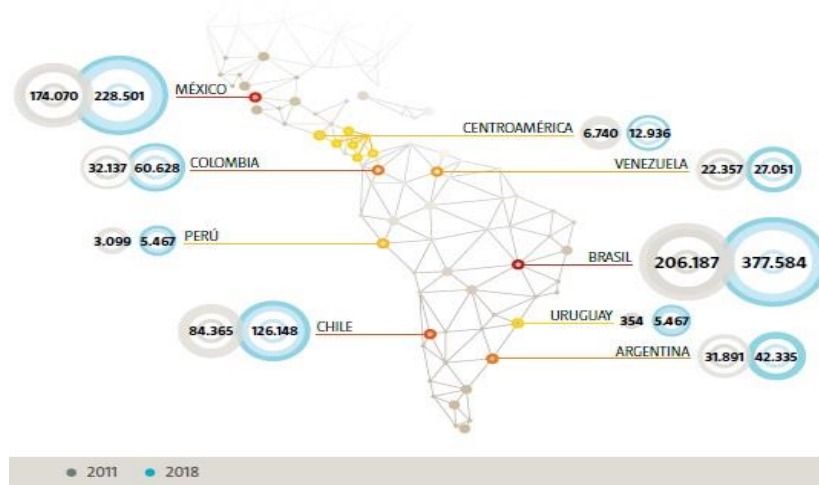 174.070 228.501 MÉXICO
CENTROAMÉRICA 6.740 12.936
32.137 60.628 COLOMBIA
VENEZUELA 22.357 27.051
3.099 5.467 PERÚ
BRASIL 206.187 377.584
84.365 126.148 CHILE
URUGUAY 354 5.467
ARGENTINA 31.891 42.335
2011 2018